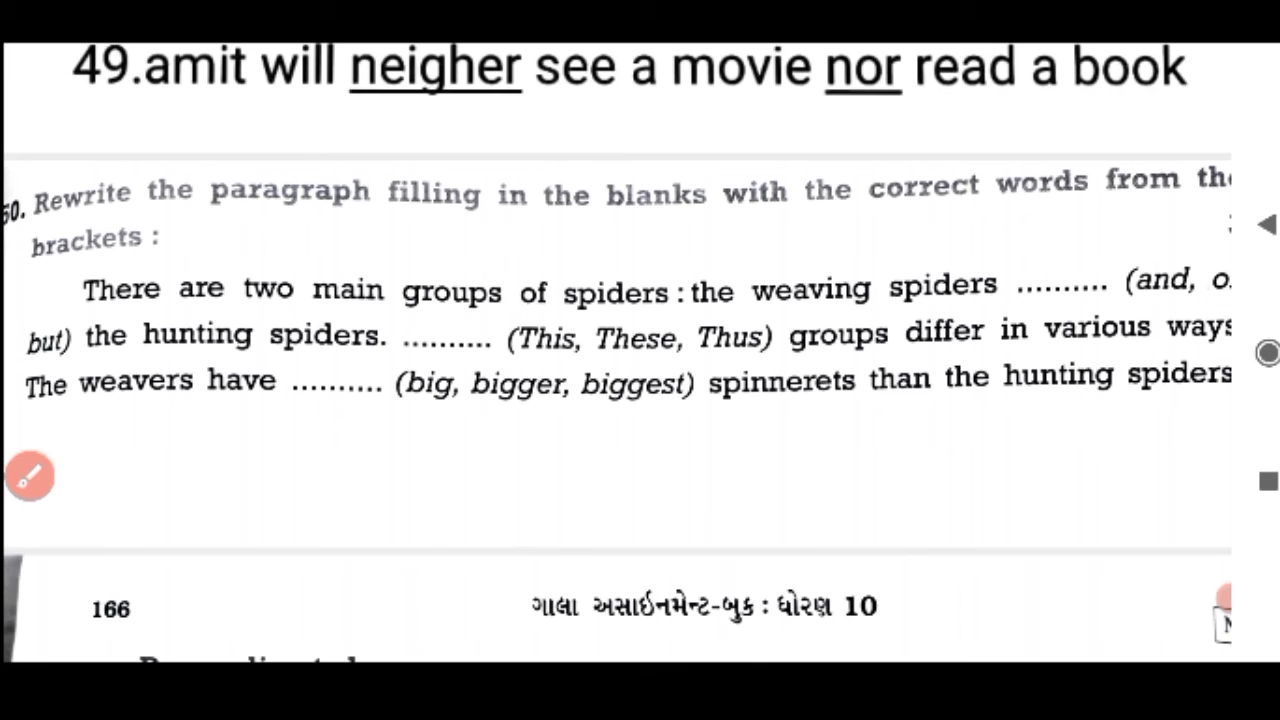 49.amit will neigher see a movie nor read a book
50. Rewrite the paragraph filling in the blanks with the correct words from the
brackets :
There are two main groups of spiders : the weaving spiders .......... (and, o
but) the hunting spiders. .......... (This, These, Thus) groups differ in various ways
The weavers have .......... (big, bigger, biggest) spinnerets than the hunting spiders
166
ગાલા અસાઇનમેન્ટ-બુક : ધોરણ 10